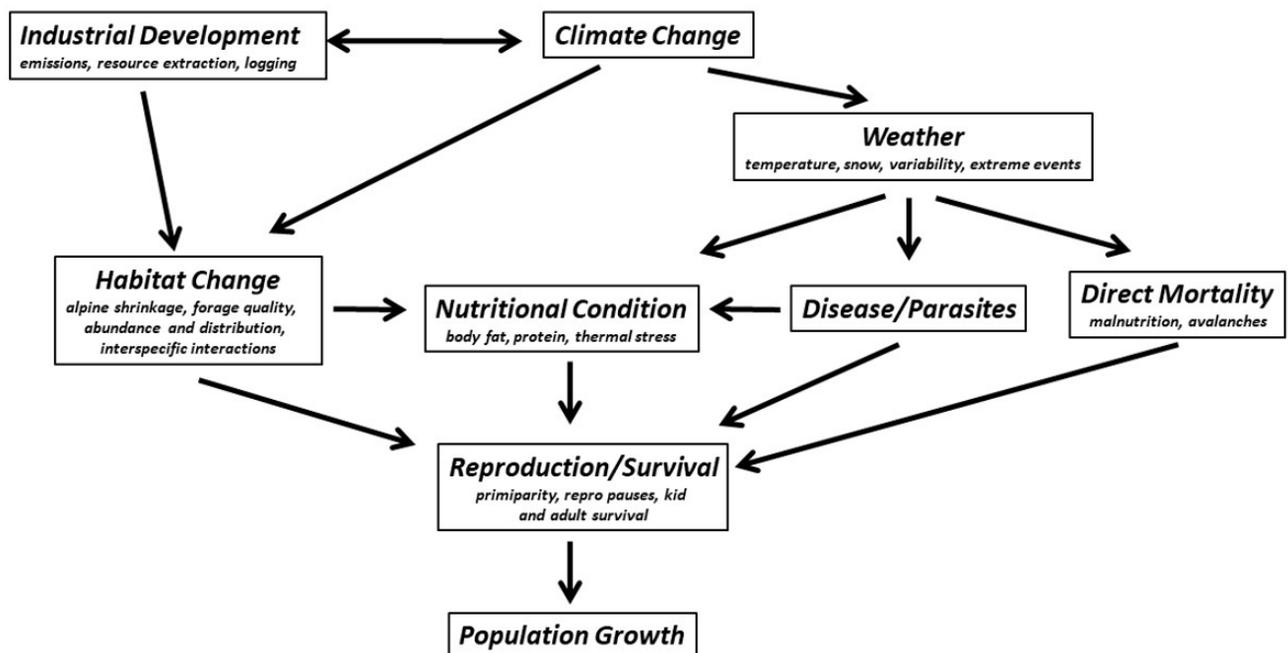 Industrial Development
emissions, resource extraction, logging
Climate Change
Weather
temperature, snow, variability, extreme events
Habitat Change
alpine shrinkage, forage quality,
abundance and distribution,
interspecific interactions
Nutritional Condition
body fat, protein, thermal stress
Disease/Parasites
Direct Mortality
malnutrition, avalanches
Reproduction/Survival
primiparity, repro pauses, kid
and adult survival
Population Growth